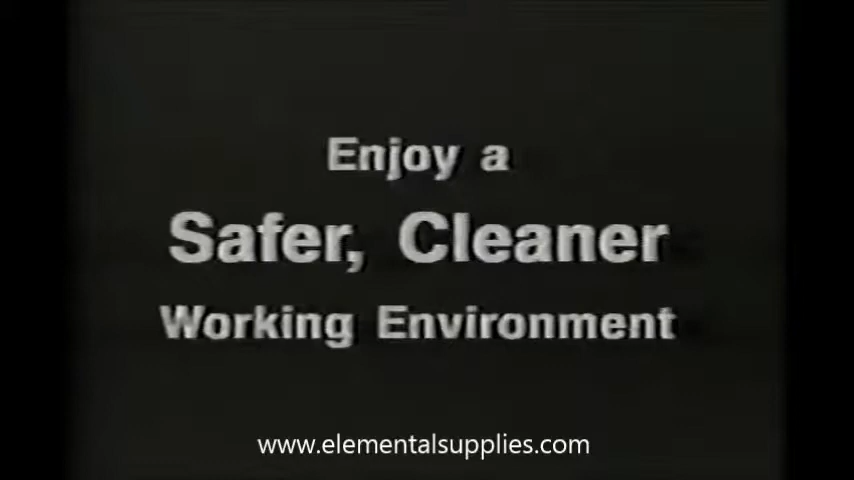 Enjoy a
Safer, Cleaner
Working Environment
www.elementalsupplies.com